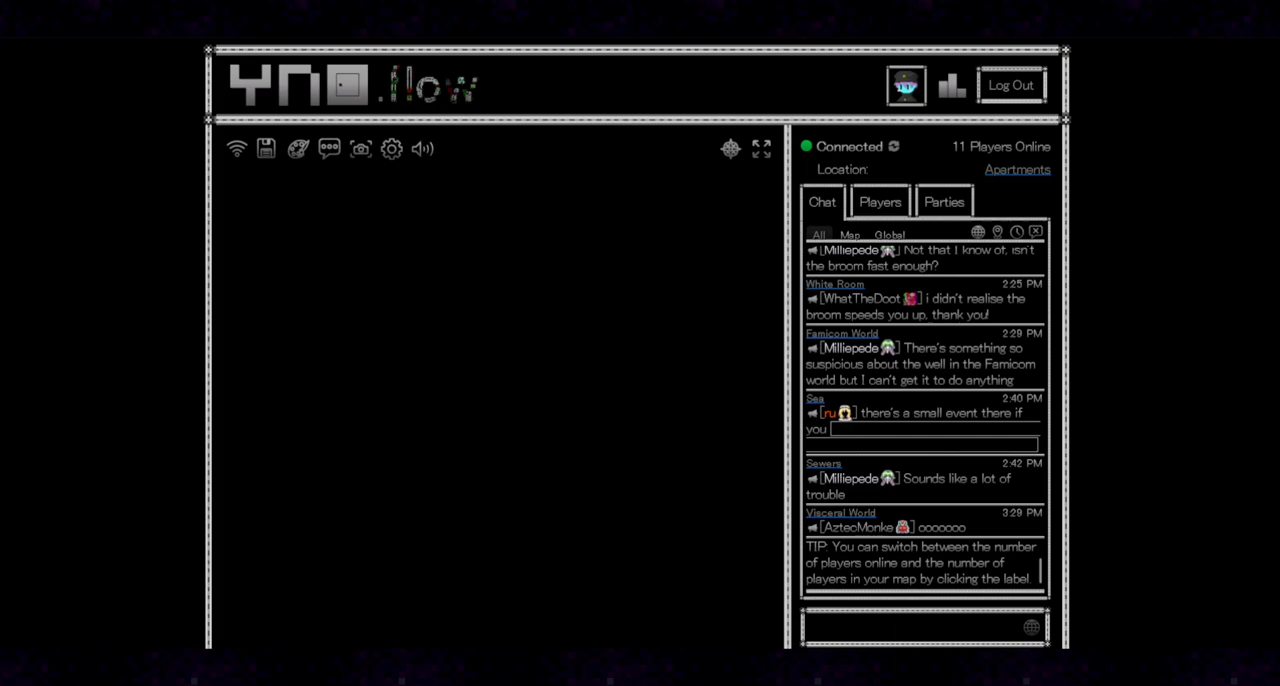 YNO.flow
Log Out
Connected
11 Players Online
Location:
Apartments
Chat
Players
Parties
All
Map
Global
[Milliepede] Not that I know of, isn't
the broom fast enough?
White Room
2:25 PM
[WhatTheDoot] i didn't realise the
broom speeds you up, thank you!
Famicom World
2:29 PM
[Milliepede] There's something so
suspicious about the well in the Famicom
world but I can't get it to do anything
Sea
2:40 PM
[ru] there's a small event there if
you
Sewers
2:42 PM
[Milliepede] Sounds like a lot of
trouble
Visceral World
3:29 PM
[AztecMonke] ooooooo
TIP: You can switch between the number
of players online and the number of
players in your map by clicking the label.